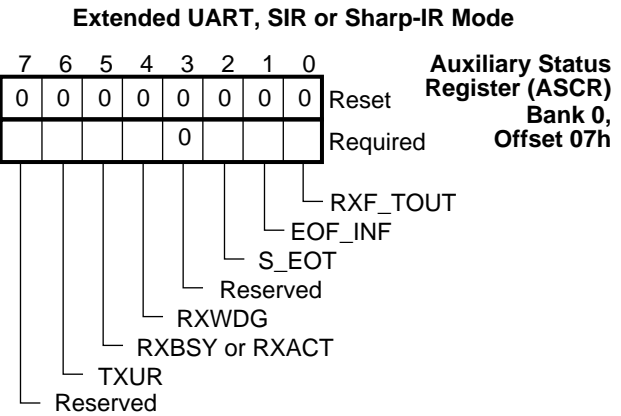 Extended UART, SIR or Sharp-IR Mode
7 6 5 4 3 2 1 0
0 0 0 0 0 0 0 0 Reset
0 Required
Auxiliary Status
Register (ASCR)
Bank 0,
Offset 07h
RXF_TOUT
EOF_INF
S_EOT
Reserved
RXWDG
RXBSY or RXACT
TXUR
Reserved